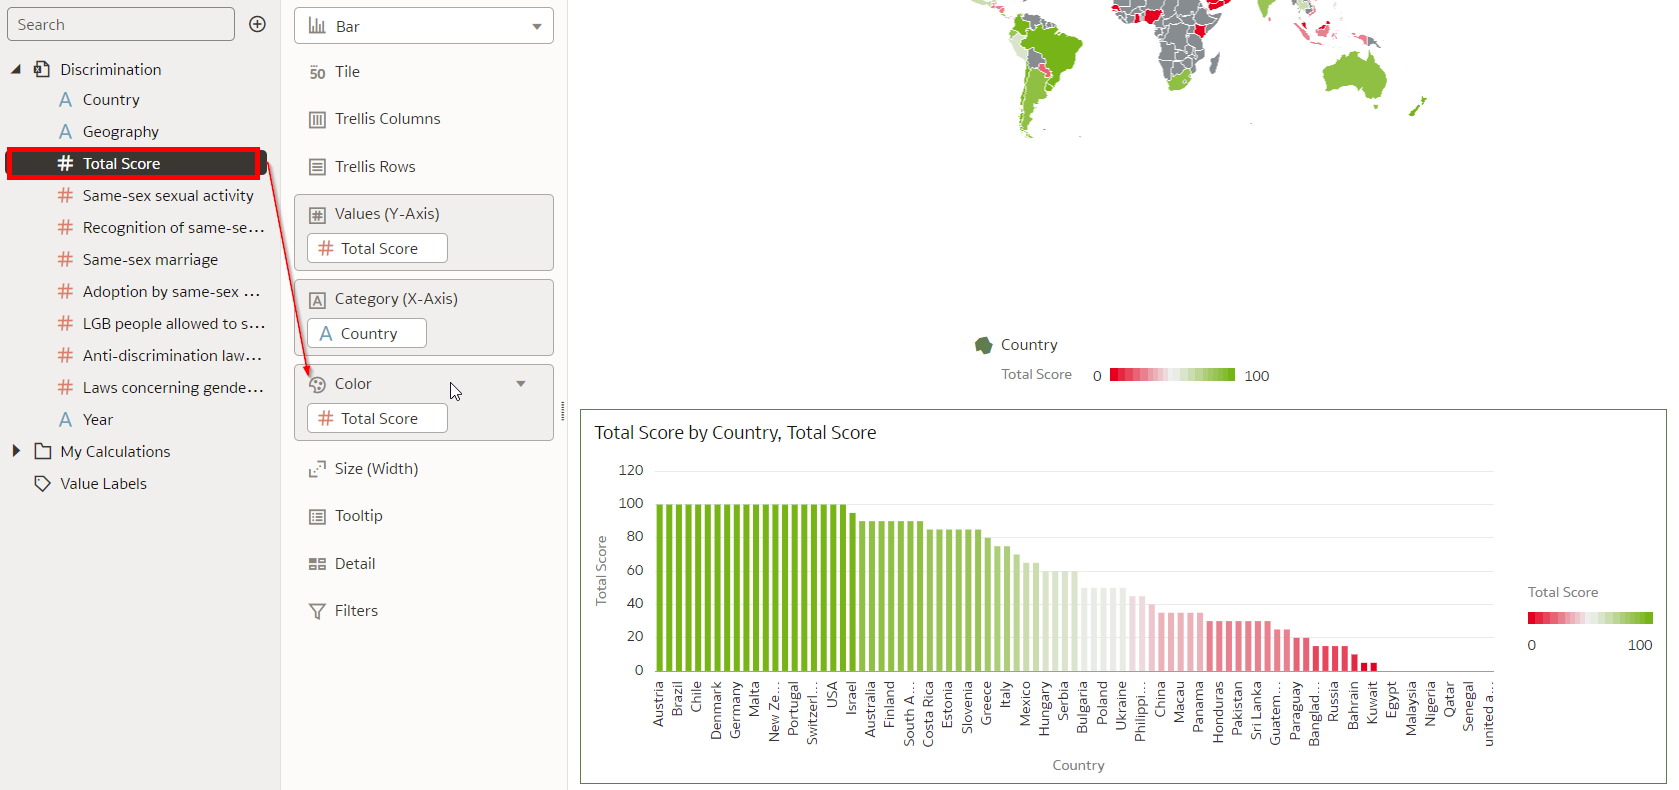 Search
Discrimination
Country
Geography
Total Score
Same-sex sexual activity
Recognition of same-se...
Same-sex marriage
Adoption by same-sex ...
LGB people allowed to s...
Anti-discrimination law...
Laws concerning gende...
Year
My Calculations
Value Labels
Bar
50 Tile
Trellis Columns
Trellis Rows
Values (Y-Axis)
Total Score
Category (X-Axis)
Country
Color
Total Score
Size (Width)
Tooltip
Detail
Filters
Country
Total Score 0 100
Total Score by Country, Total Score
120
100
80
60
40
20
0
Total Score
Austria
Brazil
Chile
Denmark
Germany
Malta
New Ze...
Portugal
Switzerl...
USA
Israel
Australia
Finland
South A...
Costa Rica
Estonia
Slovenia
Greece
Italy
Mexico
Hungary
Serbia
Bulgaria
Poland
Ukraine
Philippi...
China
Macau
Panama
Honduras
Pakistan
Sri Lanka
Guatem...
Paraguay
Banglad...
Russia
Bahrain
Kuwait
Egypt
Malaysia
Nigeria
Qatar
Senegal
united a...
Country
Total Score
0 100